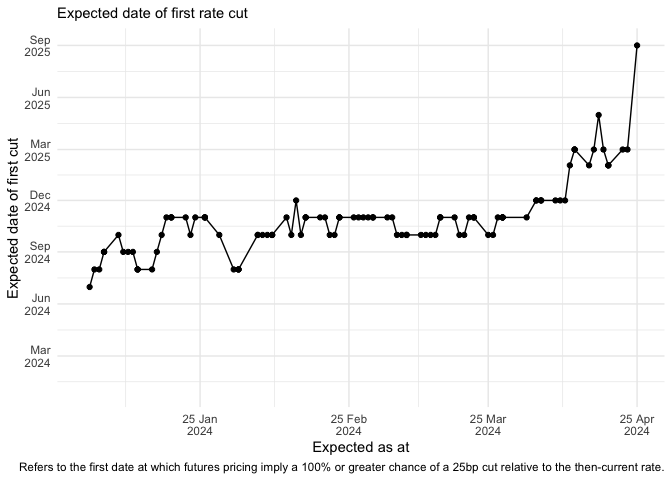 Expected date of first rate cut
Expected date of first cut
Sep
2025
Jun
2025
Mar
2025
Dec
2024
Sep
2024
Jun
2024
Mar
2024
25 Jan
2024
25 Feb
2024
25 Mar
2024
25 Apr
2024
Expected as at
Refers to the first date at which futures pricing imply a 100% or greater chance of a 25bp cut relative to the then-current rate.